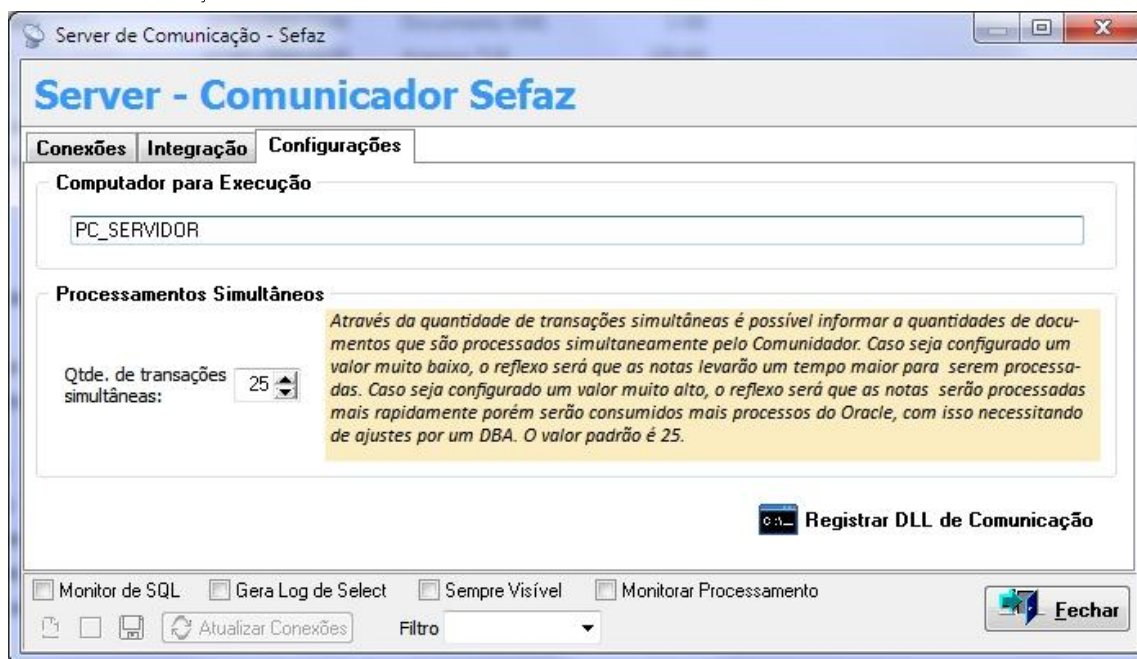 Server de Comunicação - Sefaz
Server - Comunicador Sefaz
Conexões Integração Configurações
Computador para Execução
PC_SERVIDOR
Processamentos Simultâneos
Através da quantidade de transações simultâneas é possível informar a quantidades de docu-
mentos que são processados simultaneamente pelo Comunidador. Caso seja configurado um
valor muito baixo, o reflexo será que as notas levarão um tempo maior para serem processa-
das. Caso seja configurado um valor muito alto, o reflexo será que as notas serão processadas
mais rapidamente porém serão consumidos mais processos do Oracle, com isso necessitando
de ajustes por um DBA. O valor padrão é 25.
Qtde. de transações
simultâneas:
25
C:\_ Registrar DLL de Comunicação
Monitor de SQL Gera Log de Select Sempre Visível Monitorar Processamento
Atualizar Conexões Filtro
Fechar